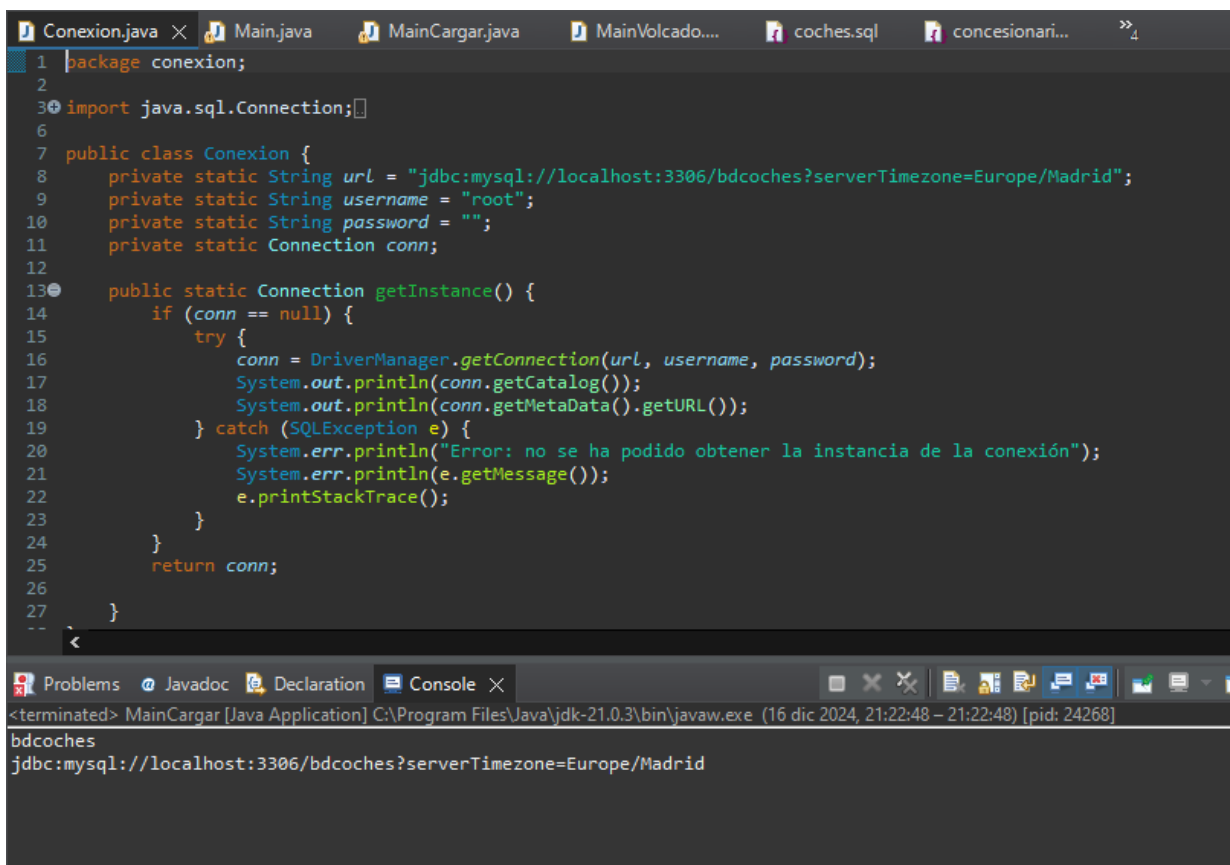 Conexion.java Main.java MainCargar.java MainVolcado.... coches.sql concesionari... »4
1 package conexion;
2
3 import java.sql.Connection;
6
7 public class Conexion {
8 private static String url = "jdbc:mysql://localhost:3306/bdcoches?serverTimezone=Europe/Madrid";
9 private static String username = "root";
10 private static String password = "";
11 private static Connection conn;
12
13 public static Connection getInstance() {
14 if (conn == null) {
15 try {
16 conn = DriverManager.getConnection(url, username, password);
17 System.out.println(conn.getCatalog());
18 System.out.println(conn.getMetaData().getURL());
19 } catch (SQLException e) {
20 System.err.println("Error: no se ha podido obtener la instancia de la conexión");
21 System.err.println(e.getMessage());
22 e.printStackTrace();
23 }
24 }
25 return conn;
26
27 }
Problems Javadoc Declaration Console
<terminated> MainCargar [Java Application] C:\Program Files\Java\jdk-21.0.3\bin\javaw.exe (16 dic 2024, 21:22:48 – 21:22:48) [pid: 24268]
bdcoches
jdbc:mysql://localhost:3306/bdcoches?serverTimezone=Europe/Madrid